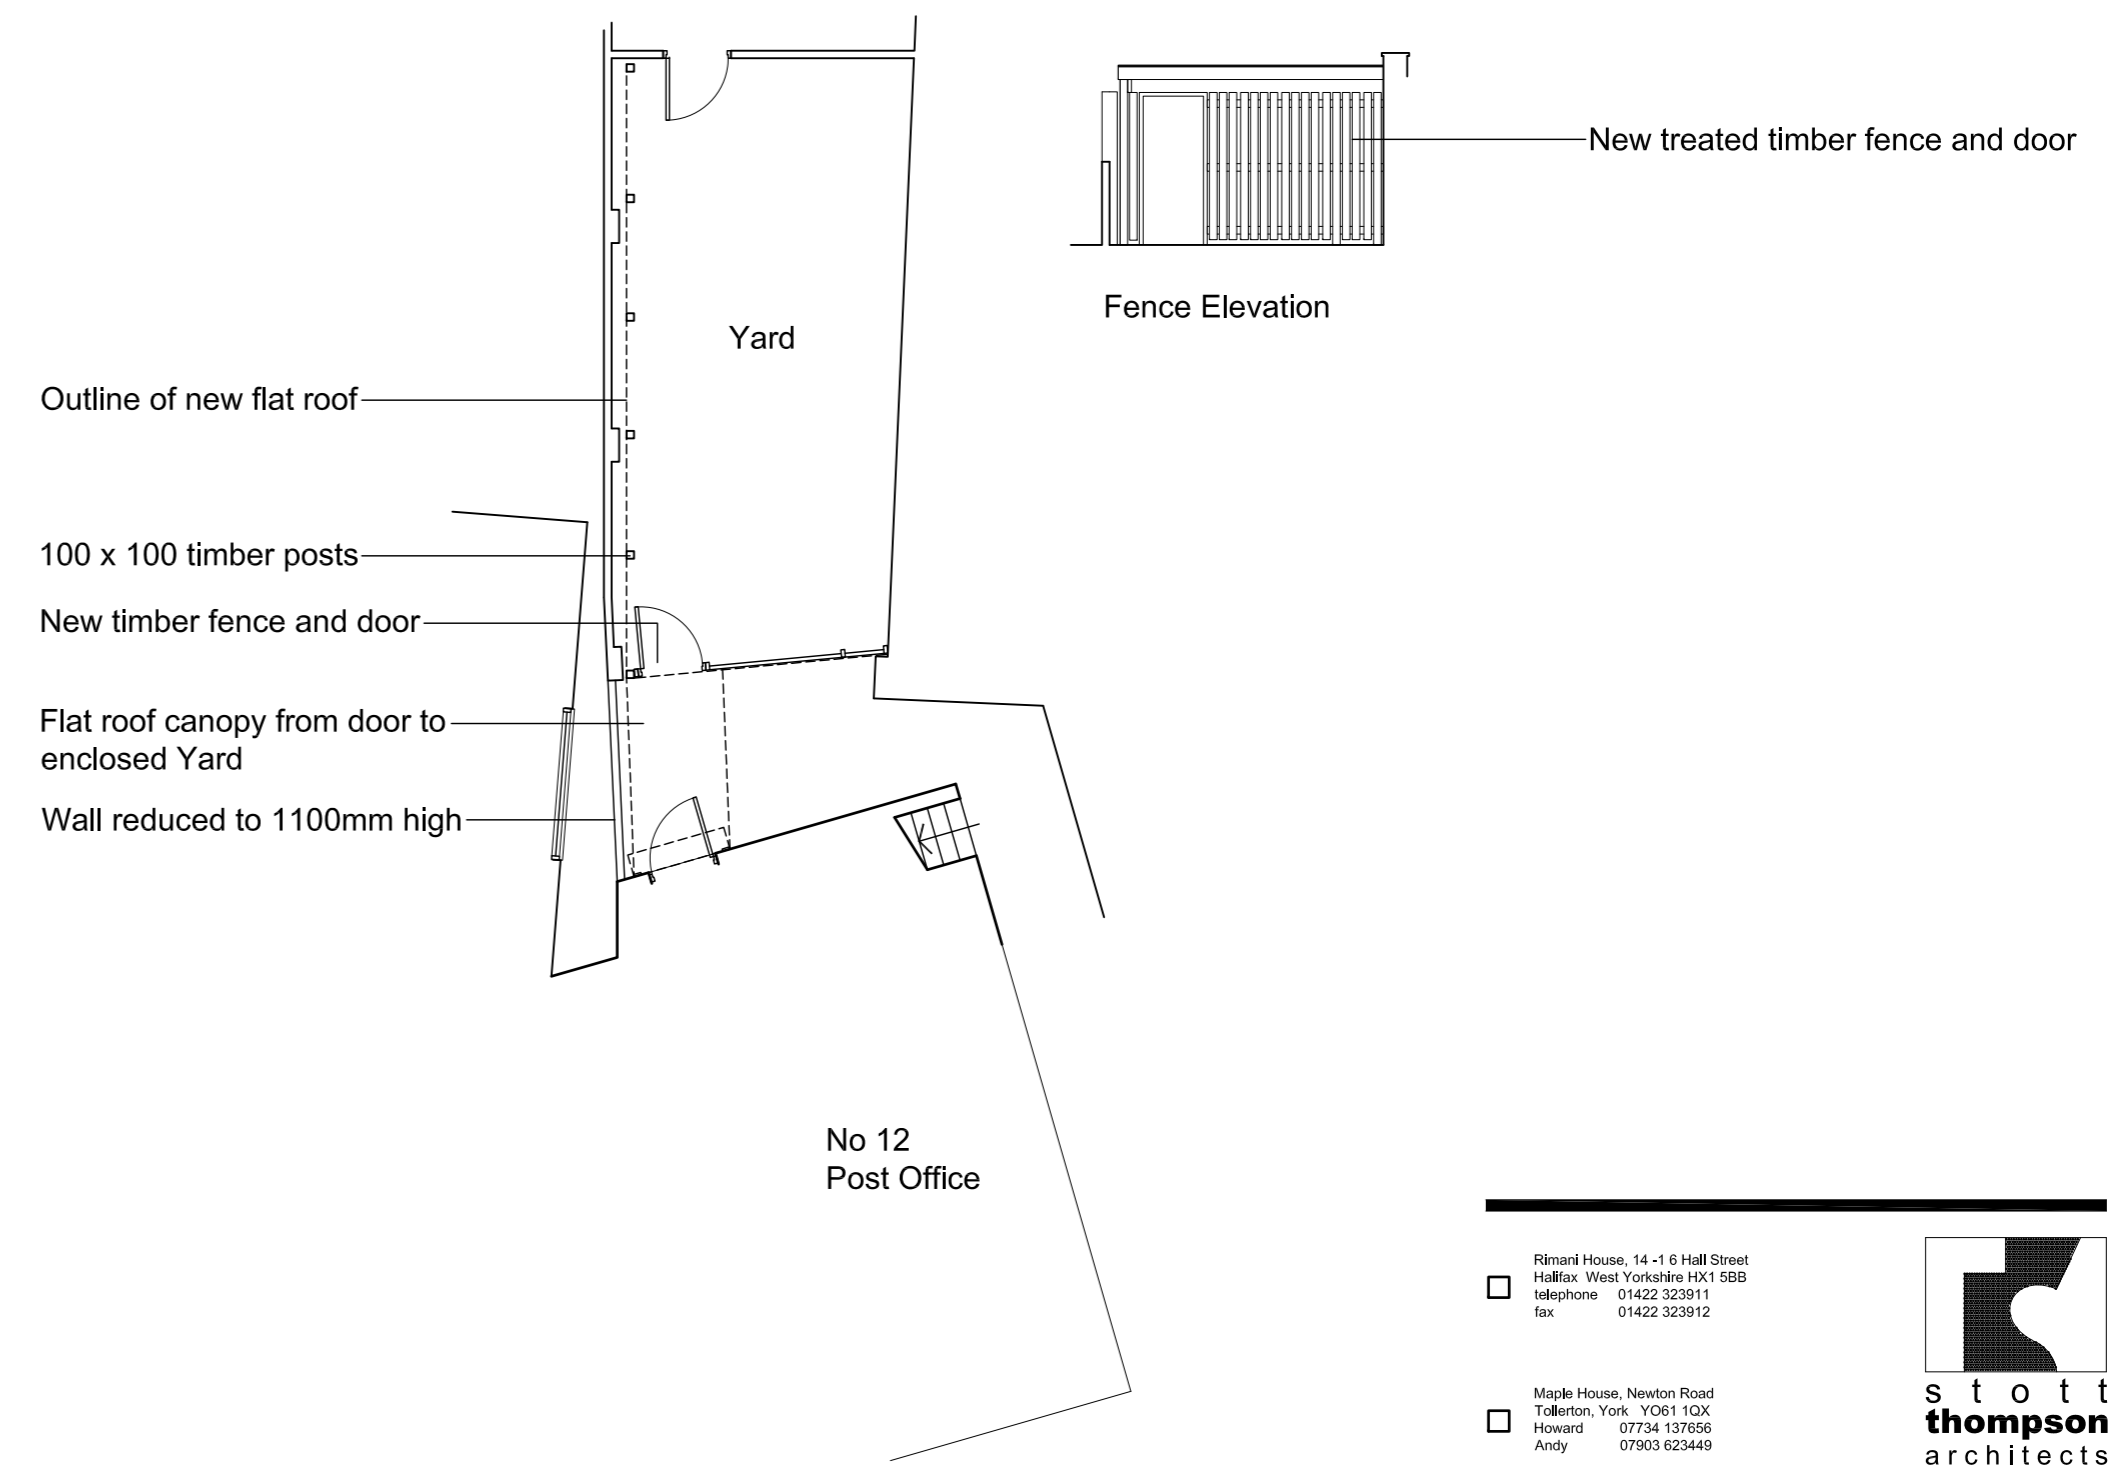 New treated timber fence and door
Fence Elevation
Yard
Outline of new flat roof
100 x 100 timber posts
New timber fence and door
Flat roof canopy from door to
enclosed Yard
Wall reduced to 1100mm high
No 12
Post Office
Rimani House, 14 -1 6 Hall Street
Halifax West Yorkshire HX1 5BB
telephone 01422 323911
fax 01422 323912
Maple House, Newton Road
Tollerton, York YO61 1QX
Howard 07734 137656
Andy 07903 623449
stott
thompson
architects